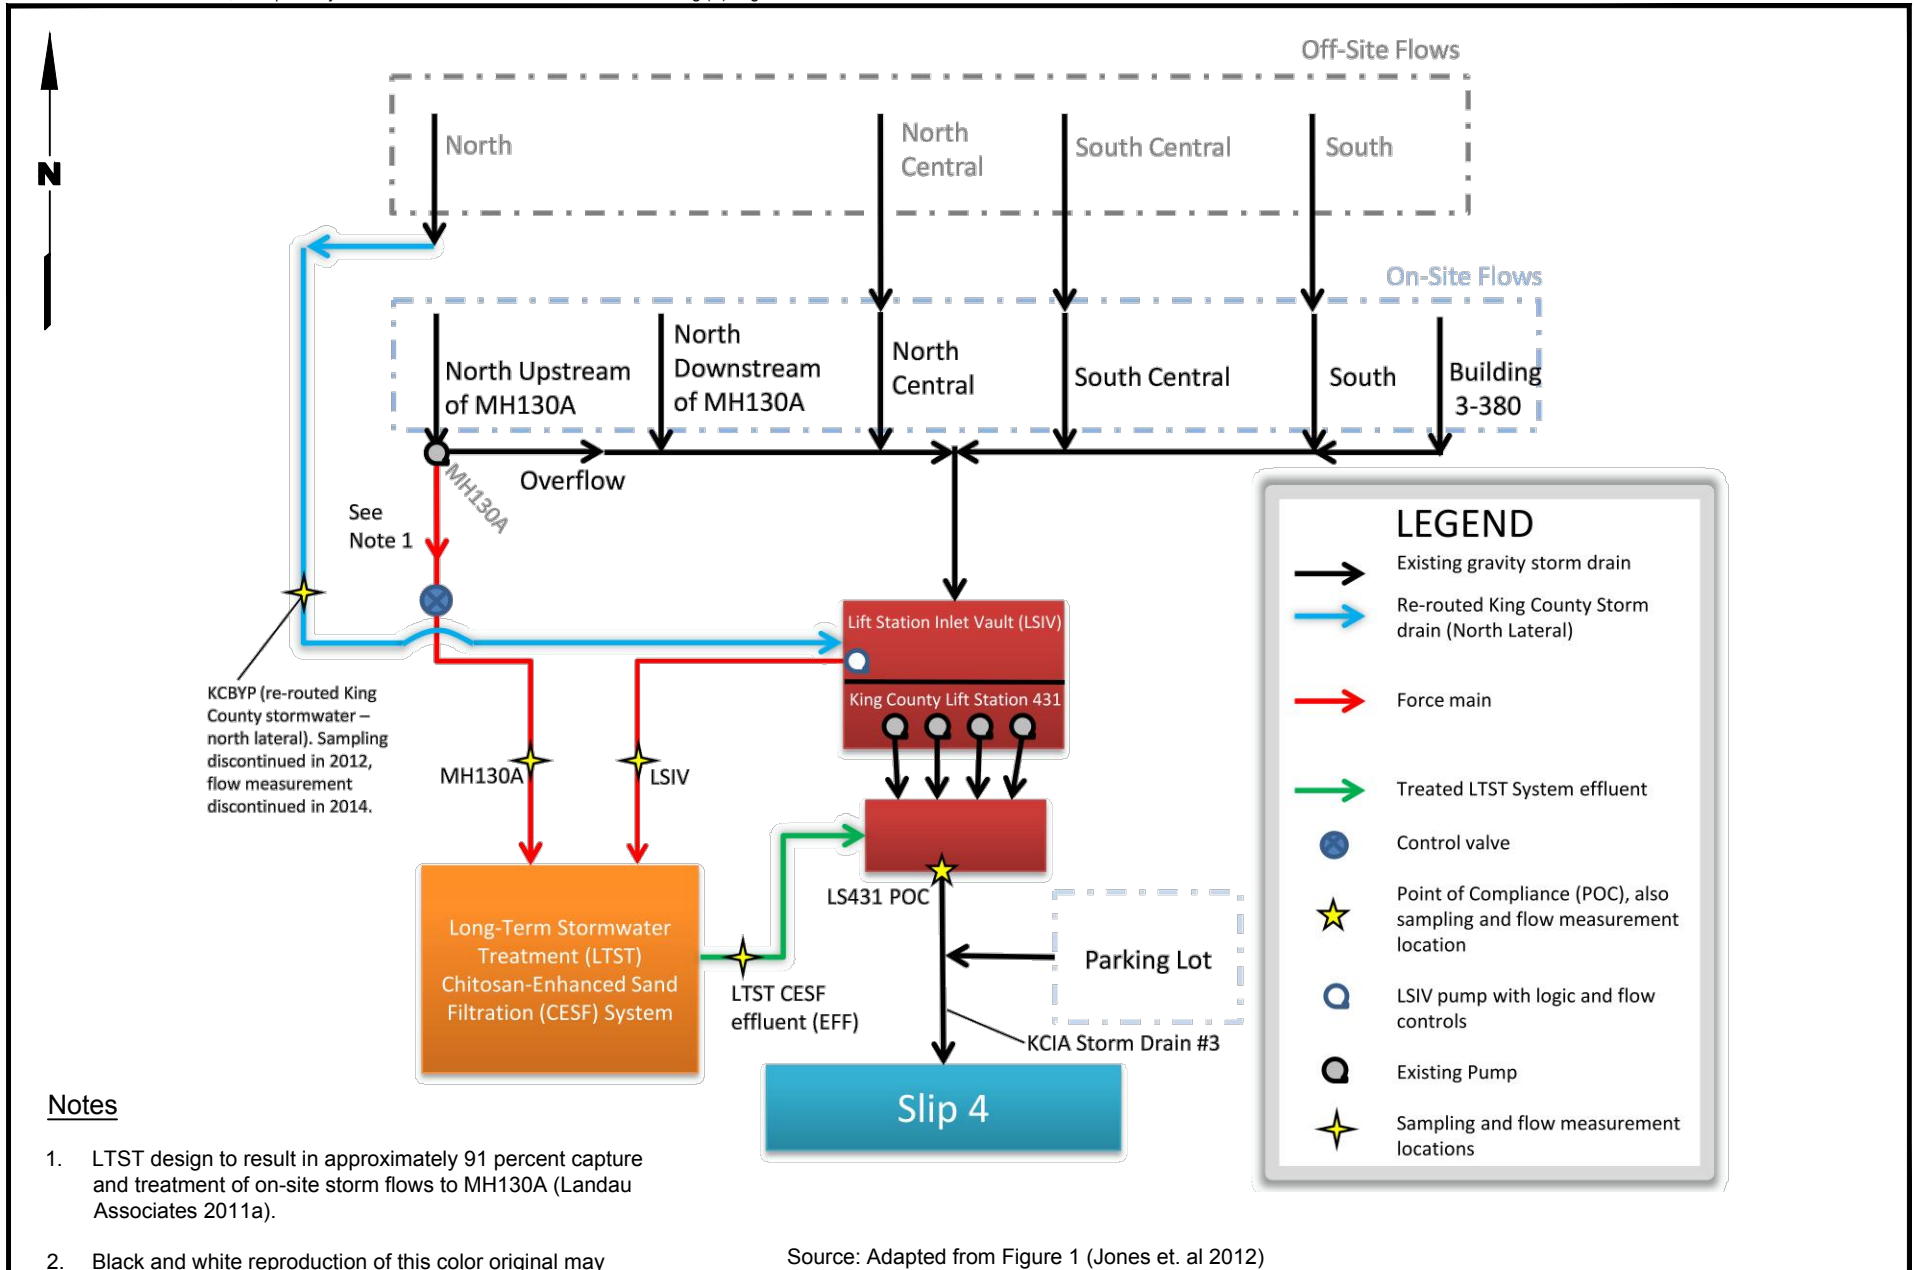 Off-Site Flows
North
North
Central
South Central
South
N
On-Site Flows
North Upstream
of MH130A
North
Downstream
of MH130A
North
Central
South Central
South
Building
3-380
MH130A
Overflow
See
Note 1
Lift Station Inlet Vault (LSIV)
King County Lift Station 431
KCBYP (re-routed King
County stormwater –
north lateral). Sampling
discontinued in 2012,
flow measurement
discontinued in 2014.
MH130A
LSIV
LS431 POC
Long-Term Stormwater
Treatment (LTST)
Chitosan-Enhanced Sand
Filtration (CESF) System
LTST CESF
effluent (EFF)
Parking Lot
KCIA Storm Drain #3
Slip 4
LEGEND
Existing gravity storm drain
Re-routed King County Storm
drain (North Lateral)
Force main
Treated LTST System effluent
Control valve
Point of Compliance (POC), also
sampling and flow measurement
location
LSIV pump with logic and flow
controls
Existing Pump
Sampling and flow measurement
locations
Notes
1. LTST design to result in approximately 91 percent capture
and treatment of on-site storm flows to MH130A (Landau
Associates 2011a).
2. Black and white reproduction of this color original may
Source: Adapted from Figure 1 (Jones et. al 2012)